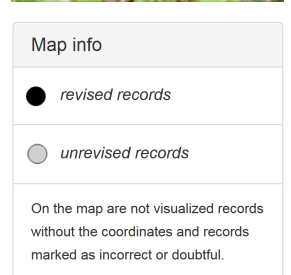 Map info
revised records
unrevised records
On the map are not visualized records
without the coordinates and records
marked as incorrect or doubtful.